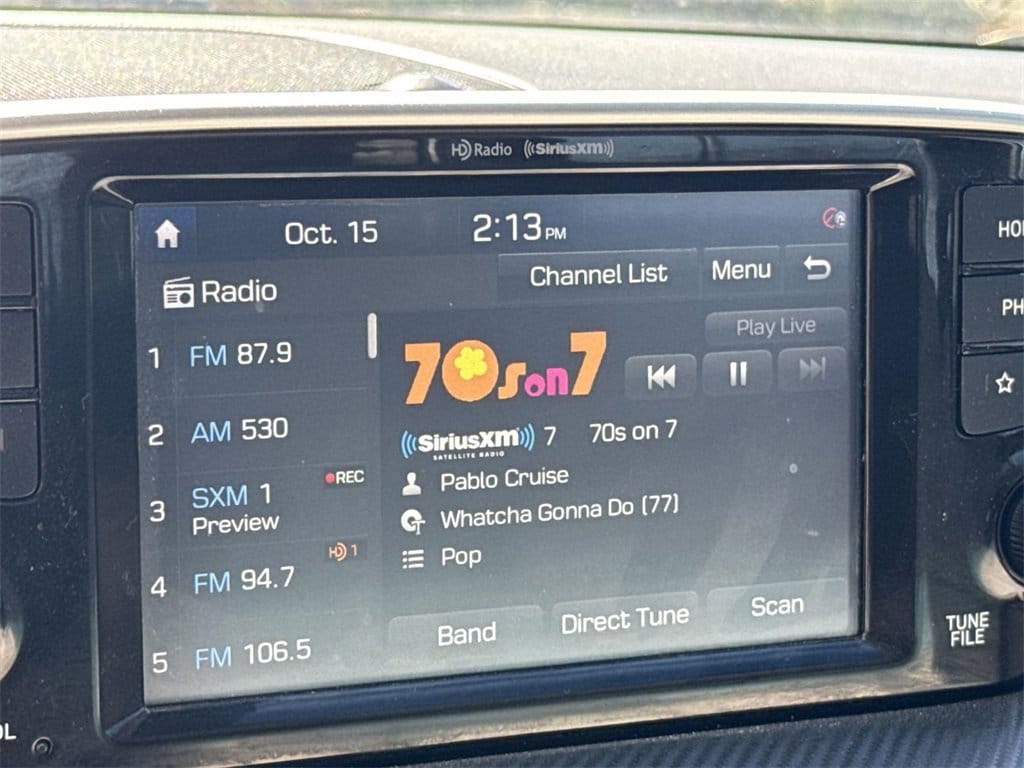 HD Radio ((SiriusXM))
Oct. 15 2:13 PM
Radio
Channel List Menu
Play Live
1 FM 87.9
70s on 7
2 AM 530
((SiriusXM)) 7 70s on 7
SATELLITE RADIO
REC
3 SXM 1
Preview
Pablo Cruise
Whatcha Gonna Do (77)
HD 1
4 FM 94.7
Pop
5 FM 106.5
Band Direct Tune Scan
TUNE
FILE